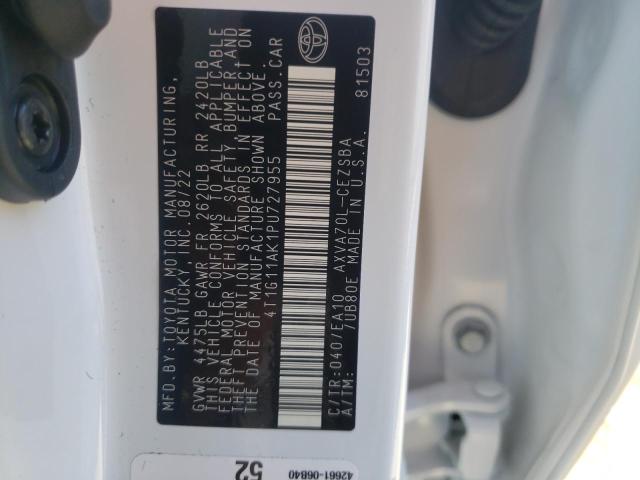 MFD.BY:TOYOTA MOTOR MANUFACTURING,
KENTUCKY, INC. 08/22
GVWR 4475LB GAWR FR 2620LB RR 2420LB
THIS VEHICLE CONFORMS TO ALL APPLICABLE
FEDERAL MOTOR VEHICLE SAFETY, BUMPER, AND
THEFT PREVENTION STANDARDS IN EFFECT ON
THE DATE OF MANUFACTURE SHOWN ABOVE.
4T1G11AK1PU727955 PASS.CAR
C/TR:040/EA10 AXVA70L-CEZSBA
A/TM: /UB80E MADE IN U.S.A. 81503
52
42661-06B40